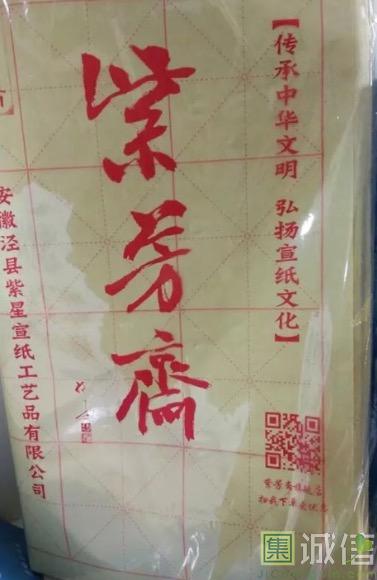 【传承中华文明 弘扬宣纸文化】
紫芳斋
安徽泾县紫星宣纸工艺品有限公司
集 诚信